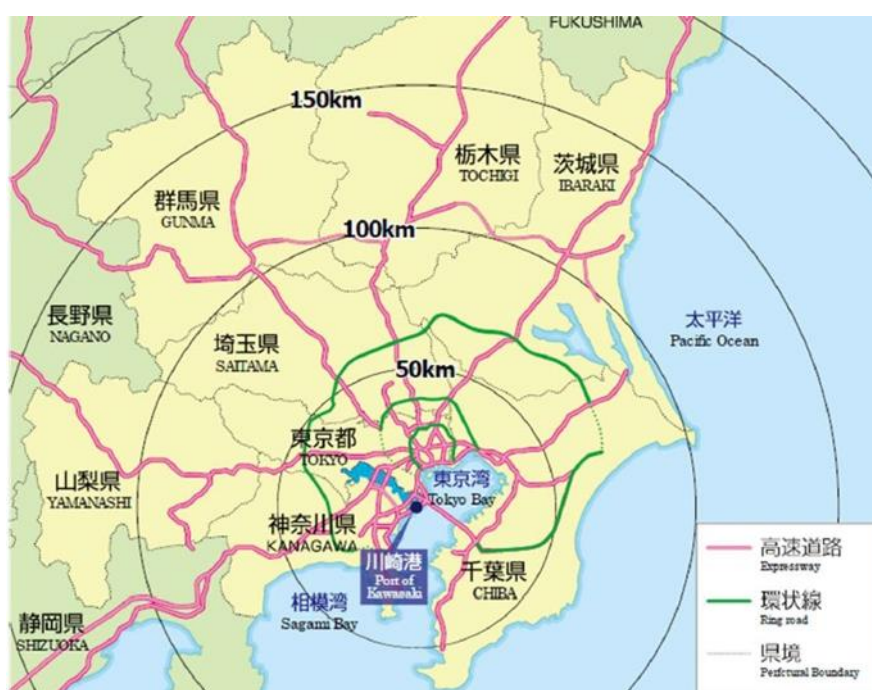 FUKUSHIMA
150km
栃木県
TOCHIGI
茨城県
IBARAKI
群馬県
GUNMA
100km
長野県
NAGANO
埼玉県
SAITAMA
太平洋
Pacific Ocean
50km
東京都
TOKYO
山梨県
YAMANASHI
東京湾
Tokyo Bay
神奈川県
KANAGAWA
川崎港
Port of
Kawasaki
千葉県
CHIBA
相模湾
Sagami Bay
静岡県
SHIZUOKA
高速道路
Expressway
環状線
Ring road
県境
Perfctural Boundary